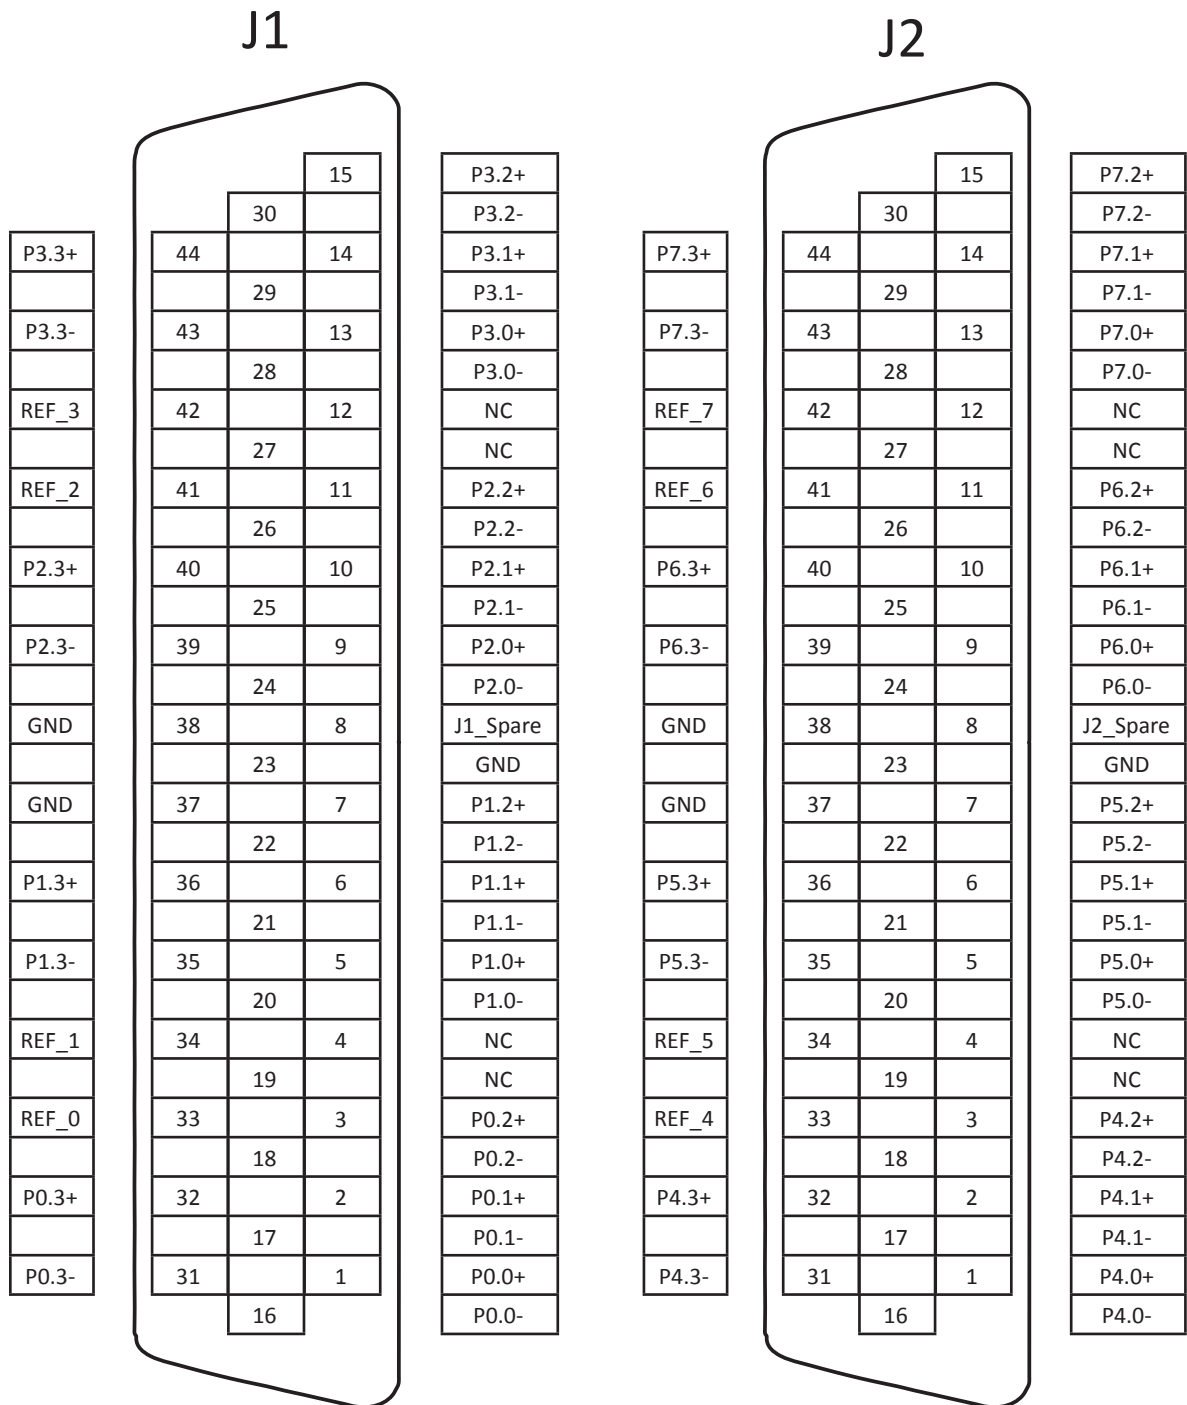 J1 J2
15 P3.2+ 15 P7.2+
30 P3.2- 30 P7.2-
P3.3+ 44 14 P3.1+ P7.3+ 44 14 P7.1+
29 P3.1- 29 P7.1-
P3.3- 43 13 P3.0+ P7.3- 43 13 P7.0+
28 P3.0- 28 P7.0-
REF_3 42 12 NC REF_7 42 12 NC
27 NC 27 NC
REF_2 41 11 P2.2+ REF_6 41 11 P6.2+
26 P2.2- 26 P6.2-
P2.3+ 40 10 P2.1+ P6.3+ 40 10 P6.1+
25 P2.1- 25 P6.1-
P2.3- 39 9 P2.0+ P6.3- 39 9 P6.0+
24 P2.0- 24 P6.0-
GND 38 8 J1_Spare GND 38 8 J2_Spare
23 GND 23 GND
GND 37 7 P1.2+ GND 37 7 P5.2+
22 P1.2- 22 P5.2-
P1.3+ 36 6 P1.1+ P5.3+ 36 6 P5.1+
21 P1.1- 21 P5.1-
P1.3- 35 5 P1.0+ P5.3- 35 5 P5.0+
20 P1.0- 20 P5.0-
REF_1 34 4 NC REF_5 34 4 NC
19 NC 19 NC
REF_0 33 3 P0.2+ REF_4 33 3 P4.2+
18 P0.2- 18 P4.2-
P0.3+ 32 2 P0.1+ P4.3+ 32 2 P4.1+
17 P0.1- 17 P4.1-
P0.3- 31 1 P0.0+ P4.3- 31 1 P4.0+
16 P0.0- 16 P4.0-